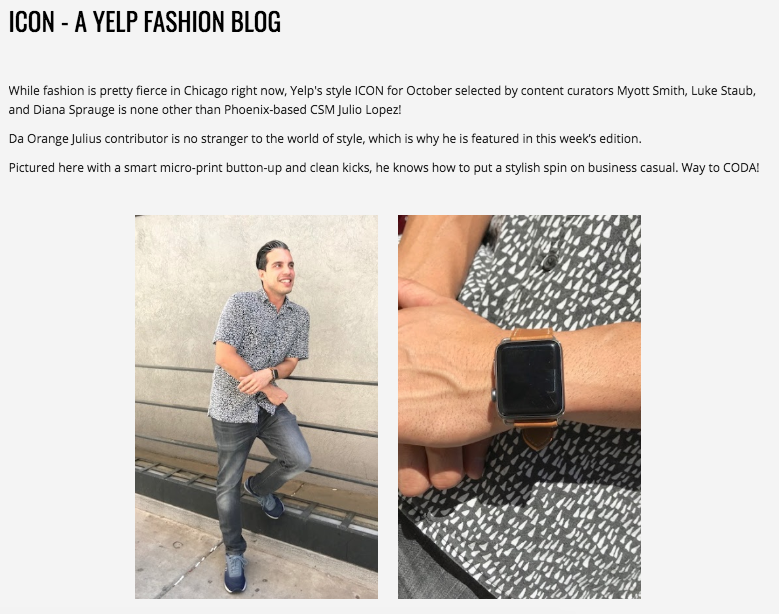 ICON - A YELP FASHION BLOG
While fashion is pretty fierce in Chicago right now, Yelp's style ICON for October selected by content curators Myott Smith, Luke Staub,
and Diana Sprauge is none other than Phoenix-based CSM Julio Lopez!
Da Orange Julius contributor is no stranger to the world of style, which is why he is featured in this week's edition.
Pictured here with a smart micro-print button-up and clean kicks, he knows how to put a stylish spin on business casual. Way to CODA!